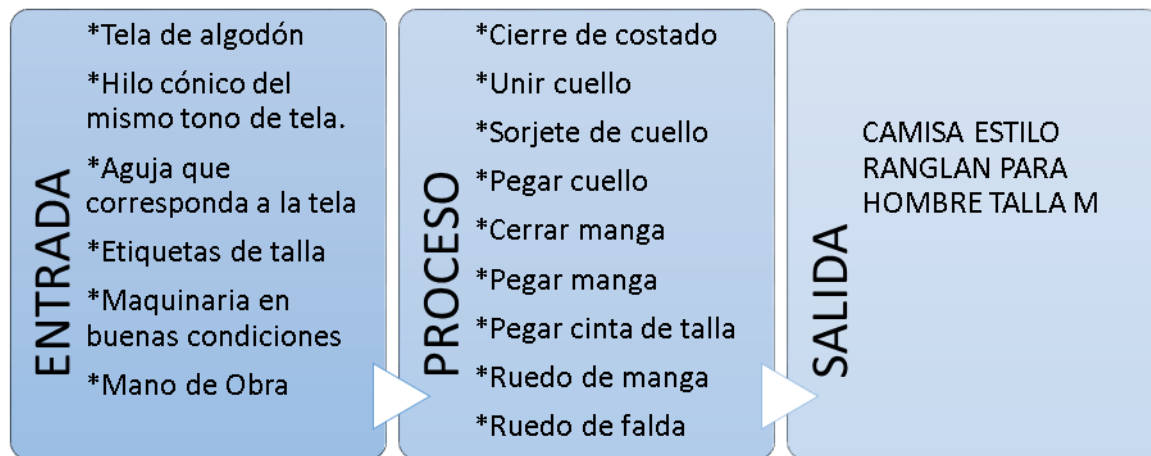 ENTRADA
*Tela de algodón
*Hilo cónico del
mismo tono de tela.
*Aguja que
corresponda a la tela
*Etiquetas de talla
*Maquinaria en
buenas condiciones
*Mano de Obra
PROCESO
*Cierre de costado
*Unir cuello
*Sorjete de cuello
*Pegar cuello
*Cerrar manga
*Pegar manga
*Pegar cinta de talla
*Ruedo de manga
*Ruedo de falda
SALIDA
CAMISA ESTILO
RANGLAN PARA
HOMBRE TALLA M